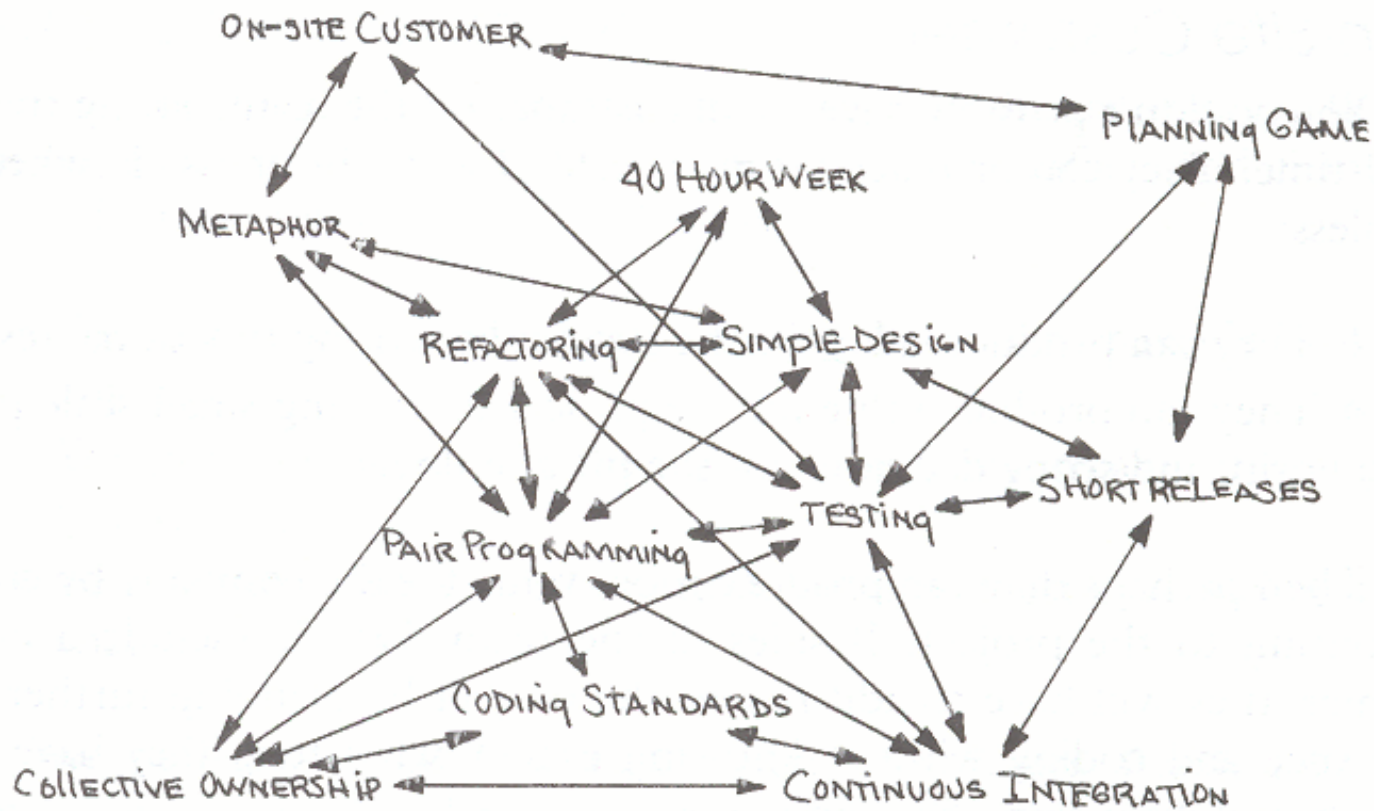 ON-SITE CUSTOMER
PLANNING GAME
40 HOUR WEEK
METAPHOR
REFACTORING
SIMPLE DESIGN
SHORT RELEASES
TESTING
PAIR PROGRAMMING
CODING STANDARDS
COLLECTIVE OWNERSHIP
CONTINUOUS INTEGRATION